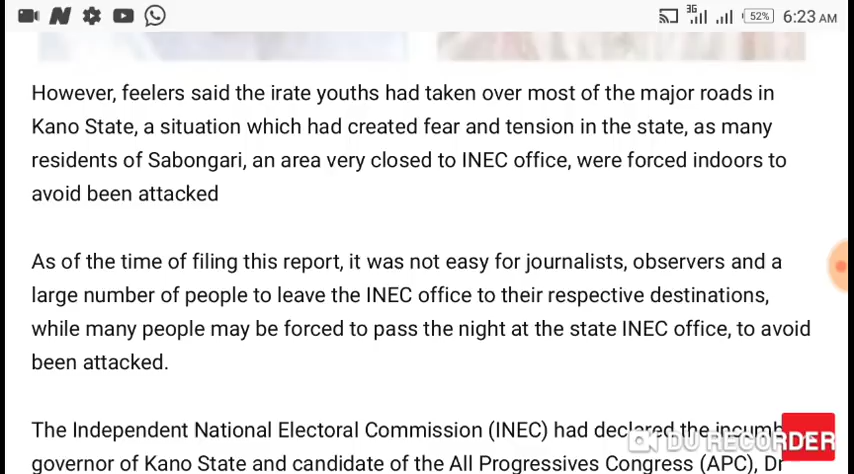 3G 52% 6:23 AM
However, feelers said the irate youths had taken over most of the major roads in
Kano State, a situation which had created fear and tension in the state, as many
residents of Sabongari, an area very closed to INEC office, were forced indoors to
avoid been attacked
As of the time of filing this report, it was not easy for journalists, observers and a
large number of people to leave the INEC office to their respective destinations,
while many people may be forced to pass the night at the state INEC office, to avoid
been attacked.
The Independent National Electoral Commission (INEC) had declared the
DU RECORDER
governor of Kano State and candidate of the All Progressives Congress (APC), Dr